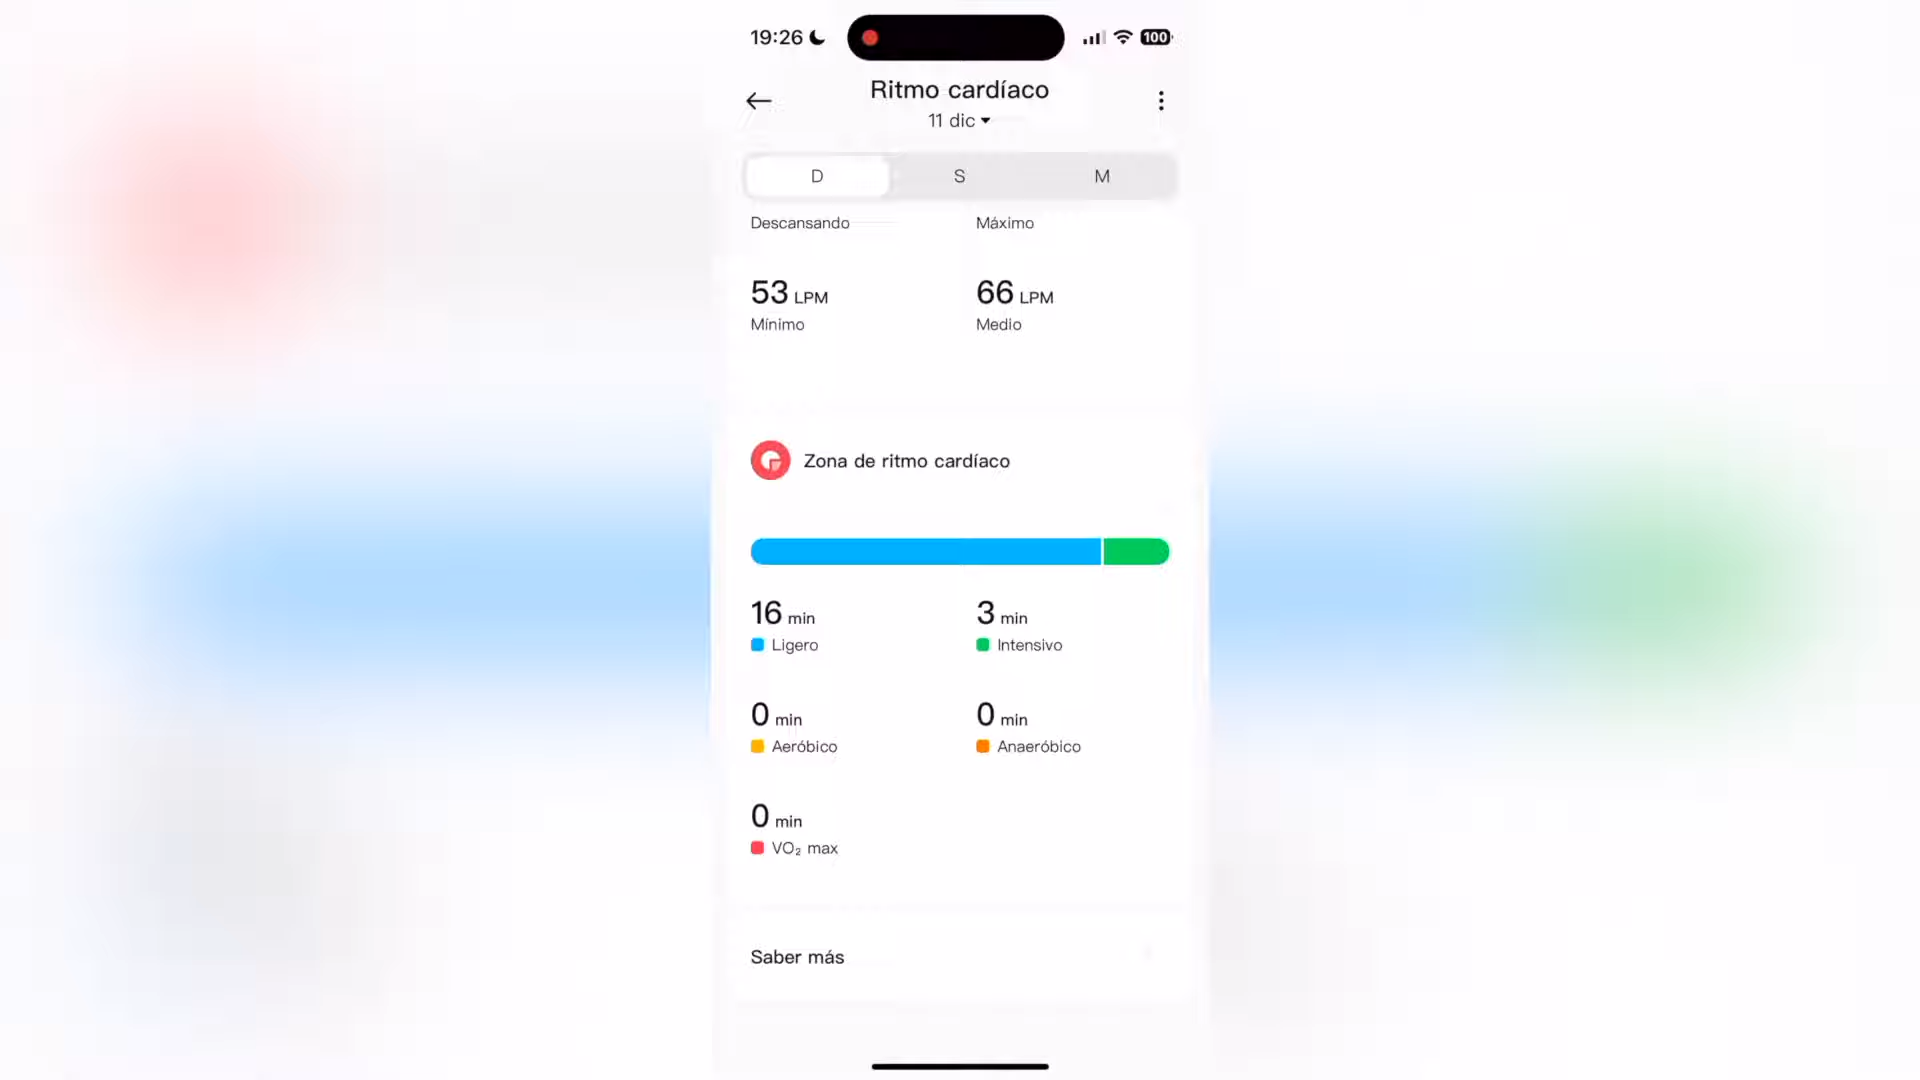 19:26
100
Ritmo cardíaco
11 dic
D S M
Descansando Máximo
53 LPM 66 LPM
Mínimo Medio
Zona de ritmo cardíaco
16 min 3 min
Ligero Intensivo
0 min 0 min
Aeróbico Anaeróbico
0 min
VO₂ max
Saber más